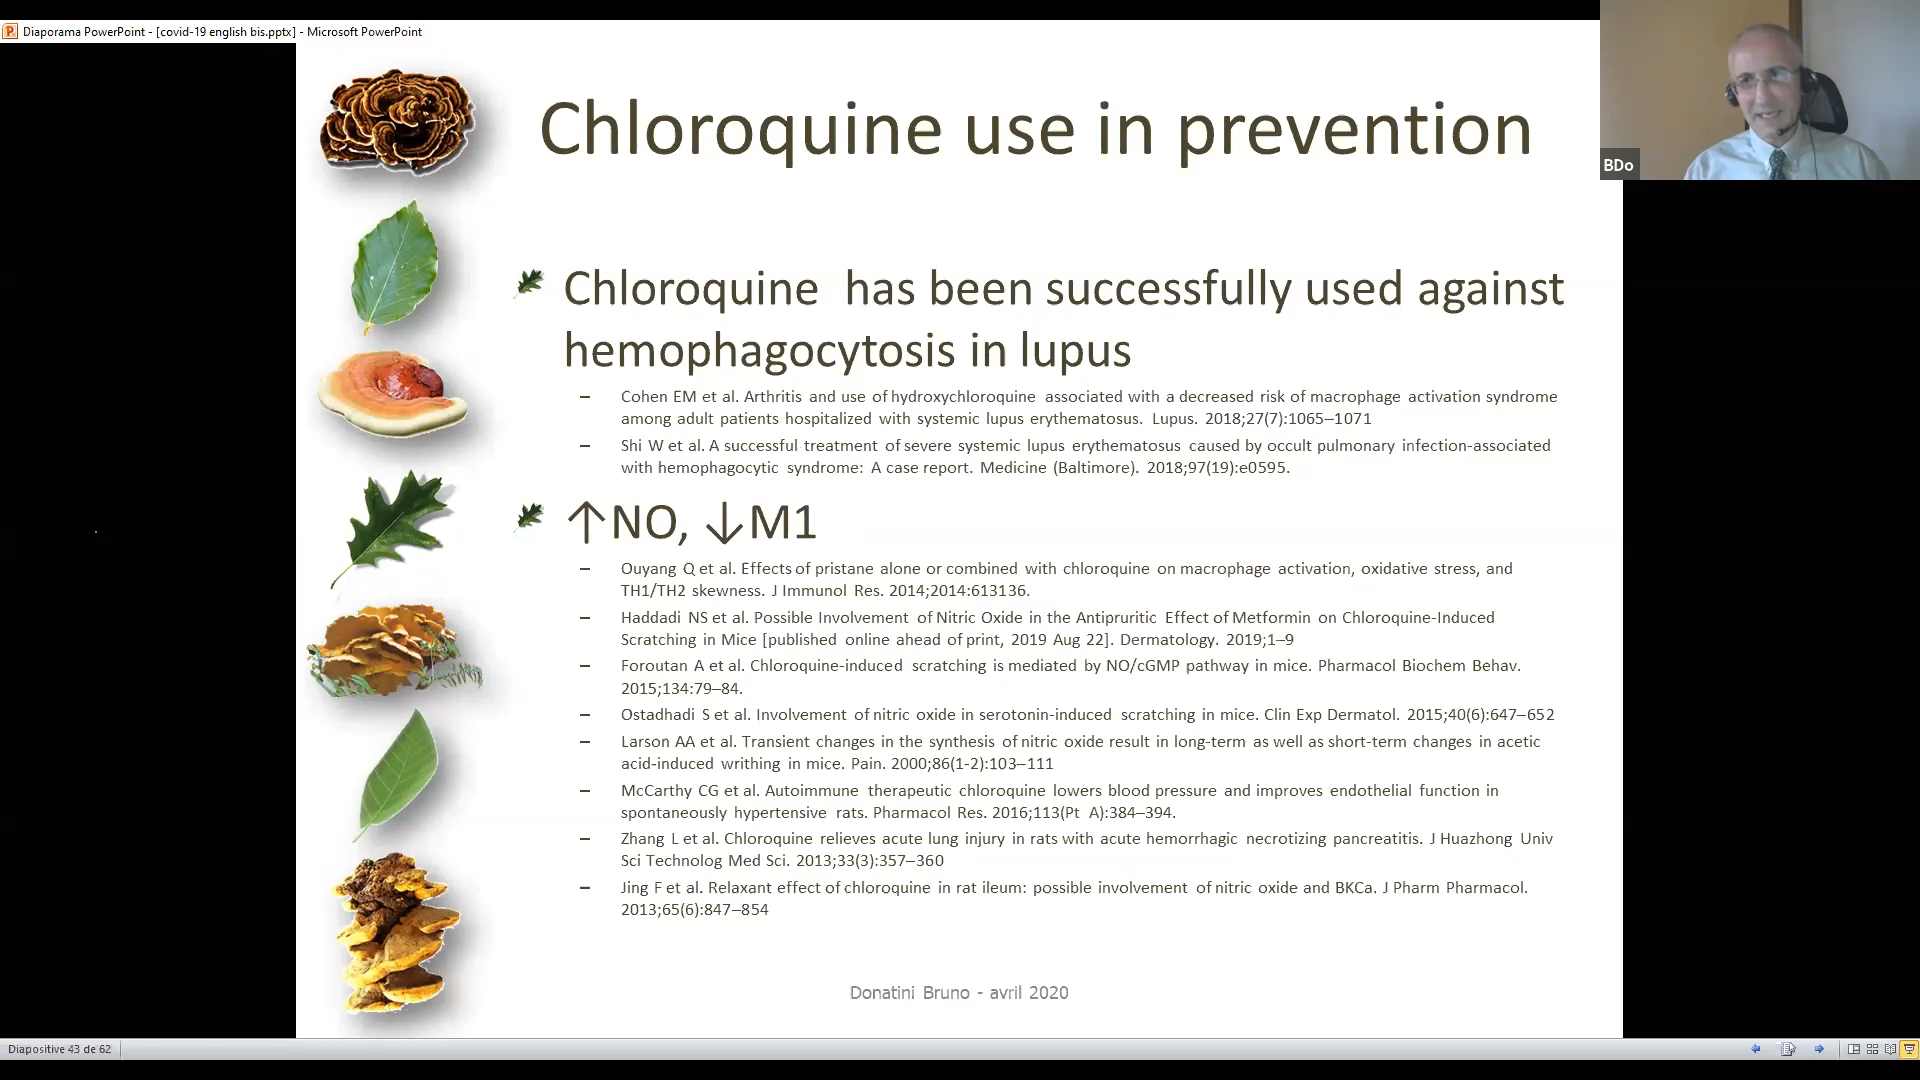 Diaporama PowerPoint - [covid-19 english bis.pptx] - Microsoft PowerPoint
BDo
Chloroquine use in prevention
Chloroquine has been successfully used against
hemophagocytosis in lupus
– Cohen EM et al. Arthritis and use of hydroxychloroquine associated with a decreased risk of macrophage activation syndrome
among adult patients hospitalized with systemic lupus erythematosus. Lupus. 2018;27(7):1065–1071
– Shi W et al. A successful treatment of severe systemic lupus erythematosus caused by occult pulmonary infection-associated
with hemophagocytic syndrome: A case report. Medicine (Baltimore). 2018;97(19):e0595.
↑NO, ↓M1
– Ouyang Q et al. Effects of pristane alone or combined with chloroquine on macrophage activation, oxidative stress, and
TH1/TH2 skewness. J Immunol Res. 2014;2014:613136.
– Haddadi NS et al. Possible Involvement of Nitric Oxide in the Antipruritic Effect of Metformin on Chloroquine-Induced
Scratching in Mice [published online ahead of print, 2019 Aug 22]. Dermatology. 2019;1–9
– Foroutan A et al. Chloroquine-induced scratching is mediated by NO/cGMP pathway in mice. Pharmacol Biochem Behav.
2015;134:79–84.
– Ostadhadi S et al. Involvement of nitric oxide in serotonin-induced scratching in mice. Clin Exp Dermatol. 2015;40(6):647–652
– Larson AA et al. Transient changes in the synthesis of nitric oxide result in long-term as well as short-term changes in acetic
acid-induced writhing in mice. Pain. 2000;86(1-2):103–111
– McCarthy CG et al. Autoimmune therapeutic chloroquine lowers blood pressure and improves endothelial function in
spontaneously hypertensive rats. Pharmacol Res. 2016;113(Pt A):384–394.
– Zhang L et al. Chloroquine relieves acute lung injury in rats with acute hemorrhagic necrotizing pancreatitis. J Huazhong Univ
Sci Technolog Med Sci. 2013;33(3):357–360
– Jing F et al. Relaxant effect of chloroquine in rat ileum: possible involvement of nitric oxide and BKCa. J Pharm Pharmacol.
2013;65(6):847–854
Donatini Bruno - avril 2020
Diapositive 43 de 62